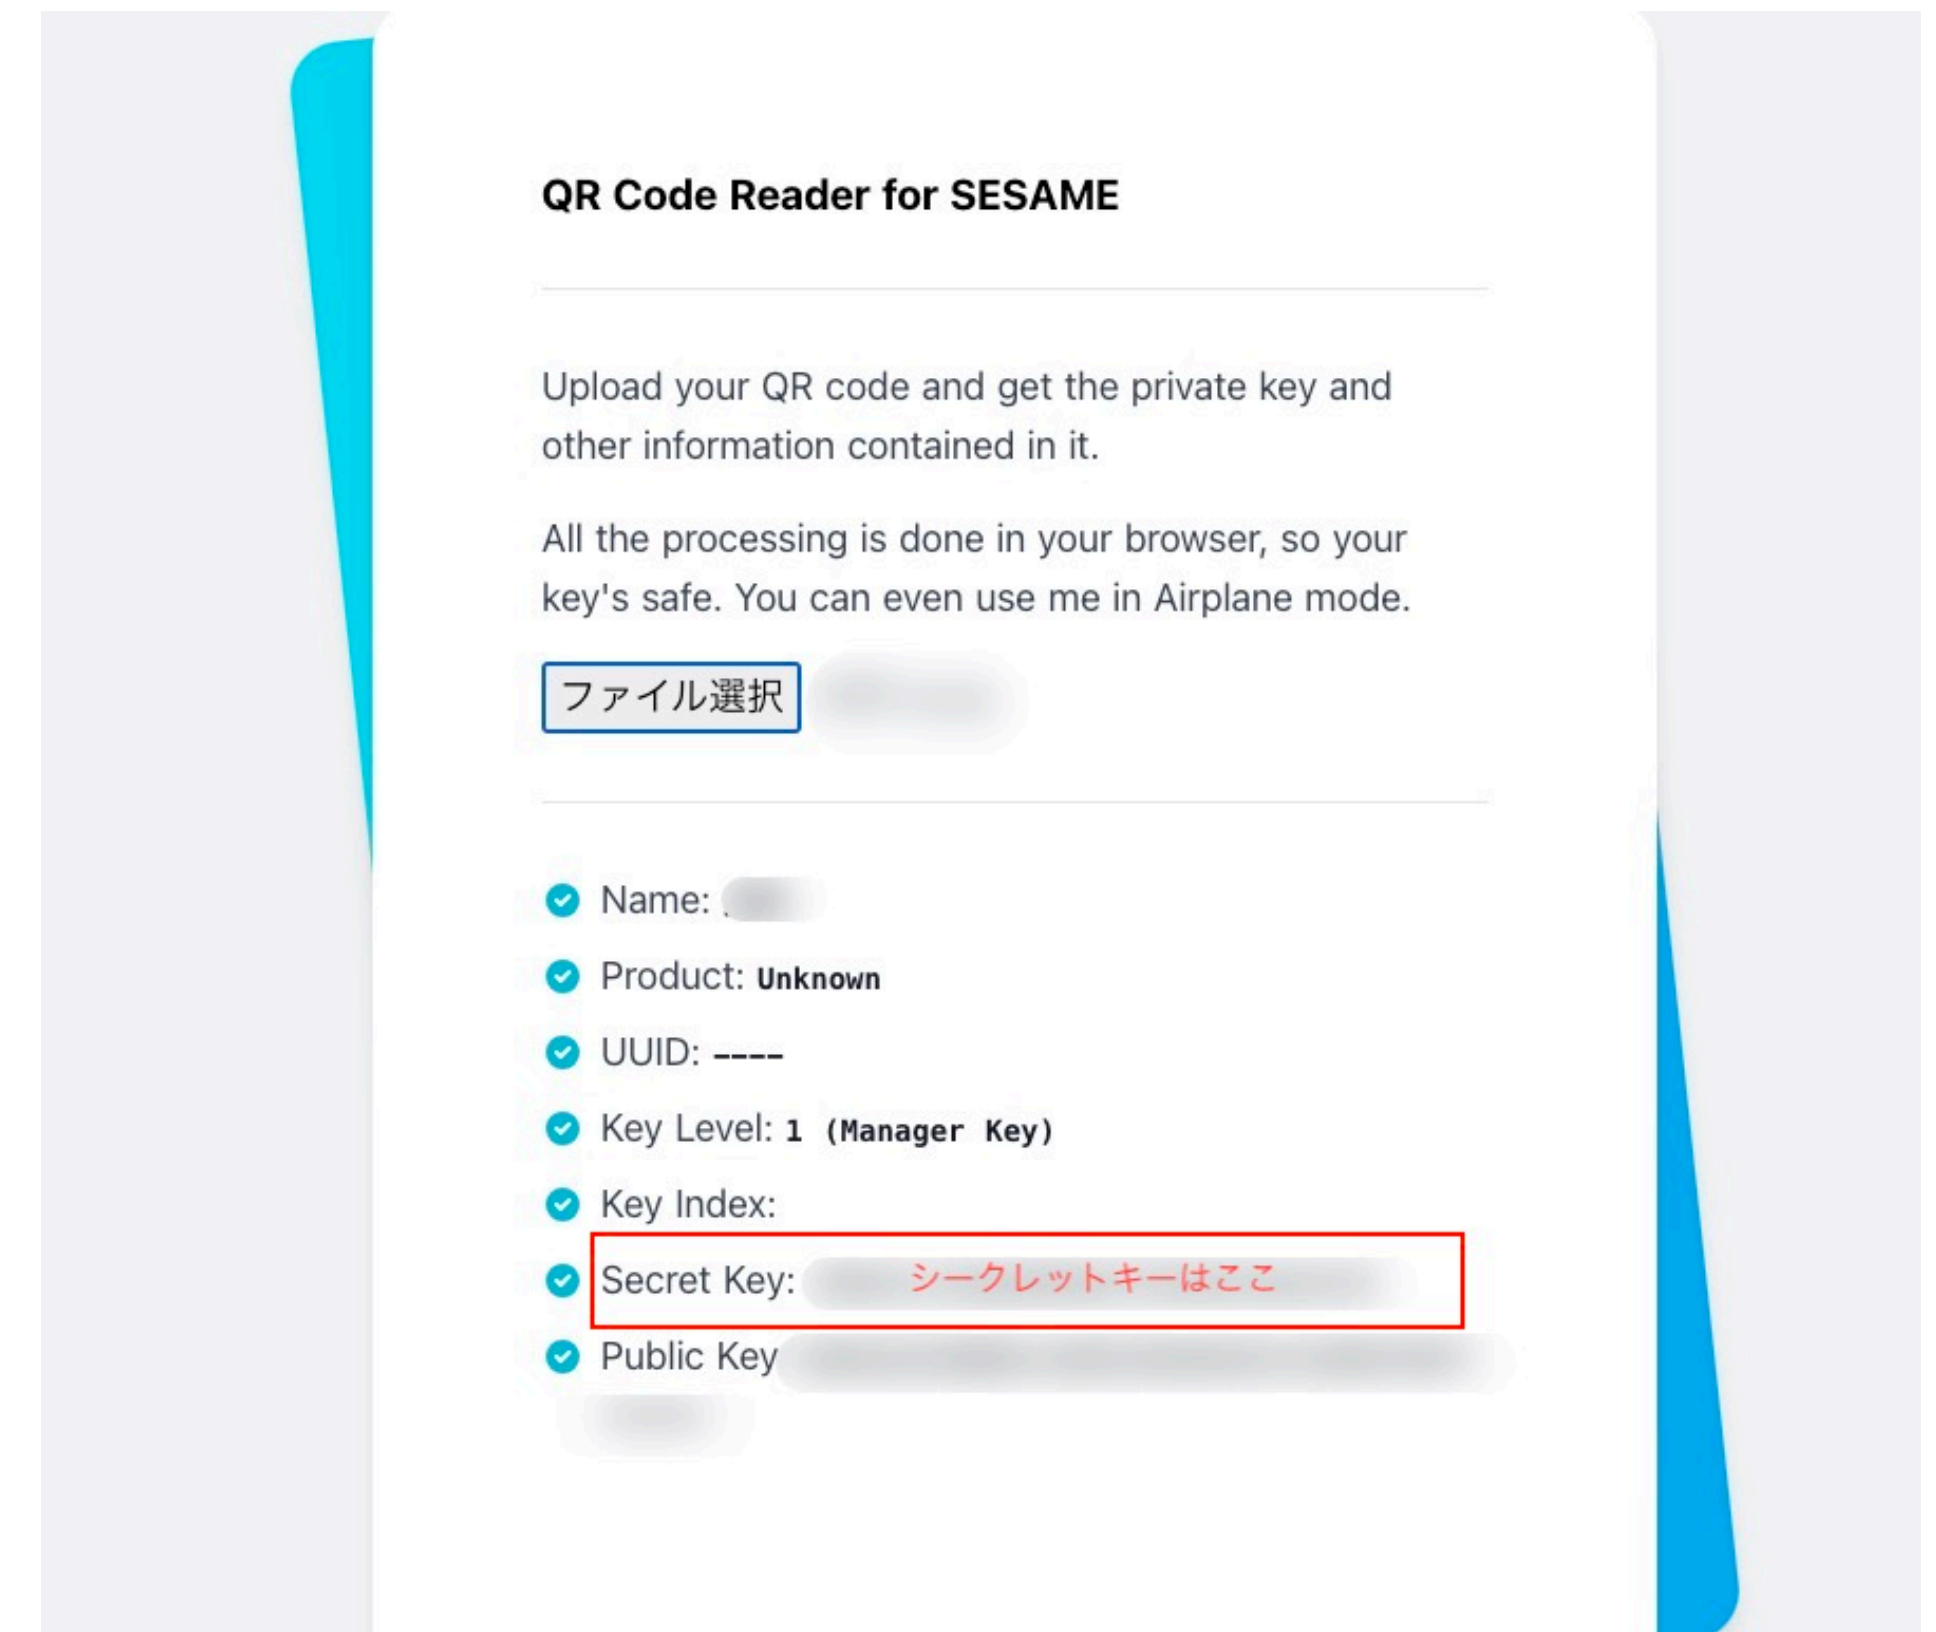 QR Code Reader for SESAME
Upload your QR code and get the private key and
other information contained in it.
All the processing is done in your browser, so your
key's safe. You can even use me in Airplane mode.
ファイル選択
Name:
Product: Unknown
UUID: ----
Key Level: 1 (Manager Key)
Key Index:
Secret Key: シークレットキーはここ
Public Key